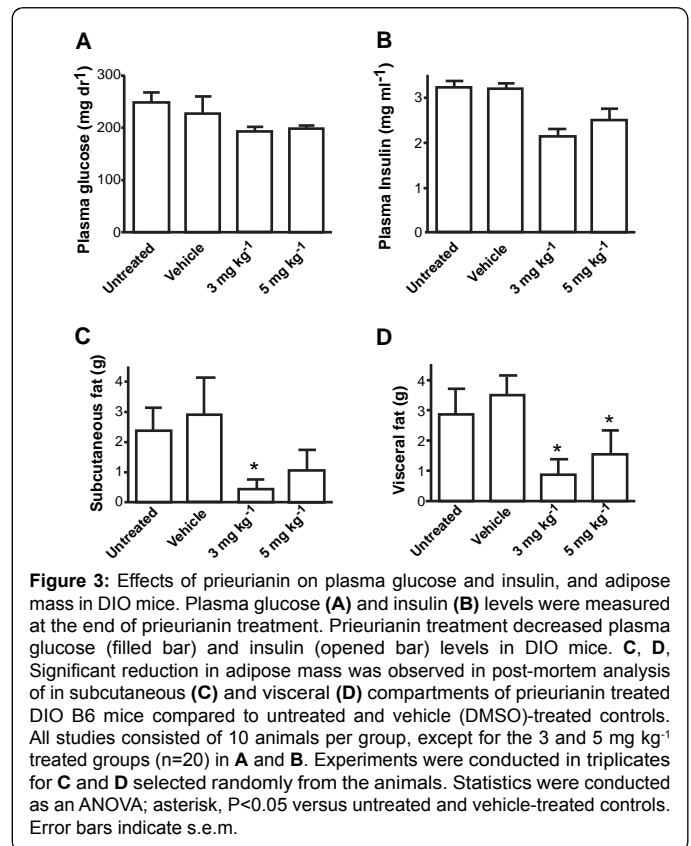 A
Plasma glucose (mg dr¹)
300
200
100
0
Untreated
Vehicle
3 mg kg⁻¹
5 mg kg⁻¹
B
Plasma Insulin (mg ml⁻¹)
3
2
1
0
Untreated
Vehicle
3 mg kg⁻¹
5 mg kg⁻¹
C
Subcutaneous fat (g)
4
3
2
1
0
*
Untreated
Vehicle
3 mg kg⁻¹
5 mg kg⁻¹
D
Visceral fat (g)
4
3
2
1
0
*
*
Untreated
Vehicle
3 mg kg⁻¹
5 mg kg⁻¹
Figure 3: Effects of prieurianin on plasma glucose and insulin, and adipose
mass in DIO mice. Plasma glucose (A) and insulin (B) levels were measured
at the end of prieurianin treatment. Prieurianin treatment decreased plasma
glucose (filled bar) and insulin (opened bar) levels in DIO mice. C, D,
Significant reduction in adipose mass was observed in post-mortem analysis
of in subcutaneous (C) and visceral (D) compartments of prieurianin treated
DIO B6 mice compared to untreated and vehicle (DMSO)-treated controls.
All studies consisted of 10 animals per group, except for the 3 and 5 mg kg⁻¹
treated groups (n=20) in A and B. Experiments were conducted in triplicates
for C and D selected randomly from the animals. Statistics were conducted
as an ANOVA; asterisk, P<0.05 versus untreated and vehicle-treated controls.
Error bars indicate s.e.m.